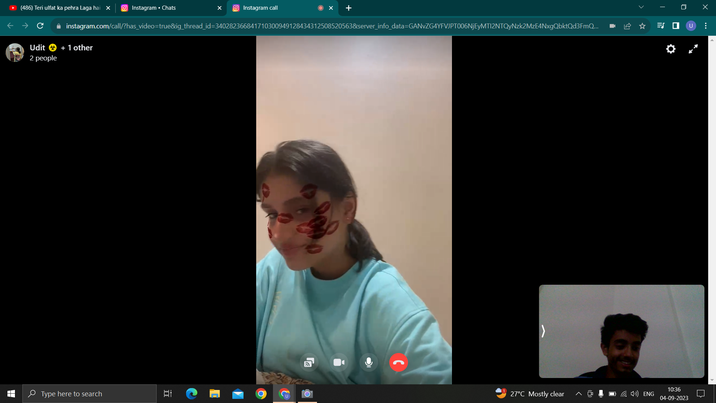 (486) Teri ulfat ka pehra Laga ha
Instagram • Chats
Instagram call
instagram.com/call/?has_video=true&ig_thread_id=340282366841710300949128434312508520563&server_info_data=
Udit + 1 other
2 people
Type here to search
27°C Mostly clear
ENG
10:36
04-09-2023
U